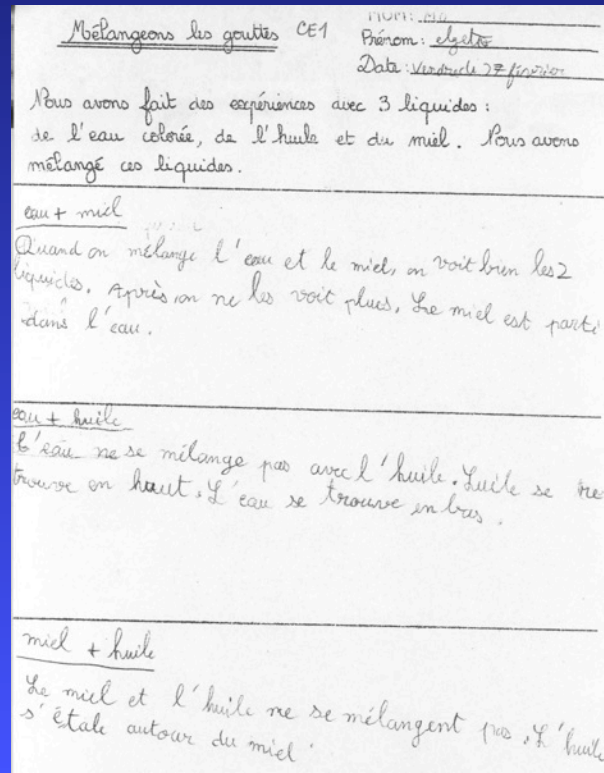 Mélangeons les gouttes CE1
NOM:
Prénom:
Date: Vendredi 27 février
Nous avons fait des expériences avec 3 liquides :
de l'eau colorée, de l'huile et du miel. Nous avons
mélangé ces liquides.
eau + miel
Quand on mélange l'eau et le miel, on voit bien les 2
liquides. Après, on ne les voit plus. Le miel est parti
dans l'eau.
eau + huile
L'eau ne se mélange pas avec l'huile. Luile se tre
trouve en haut. L'eau se trouve en bas.
miel + huile
Le miel et l'huile ne se mélangent pas. L'huile
s'étale autour du miel.